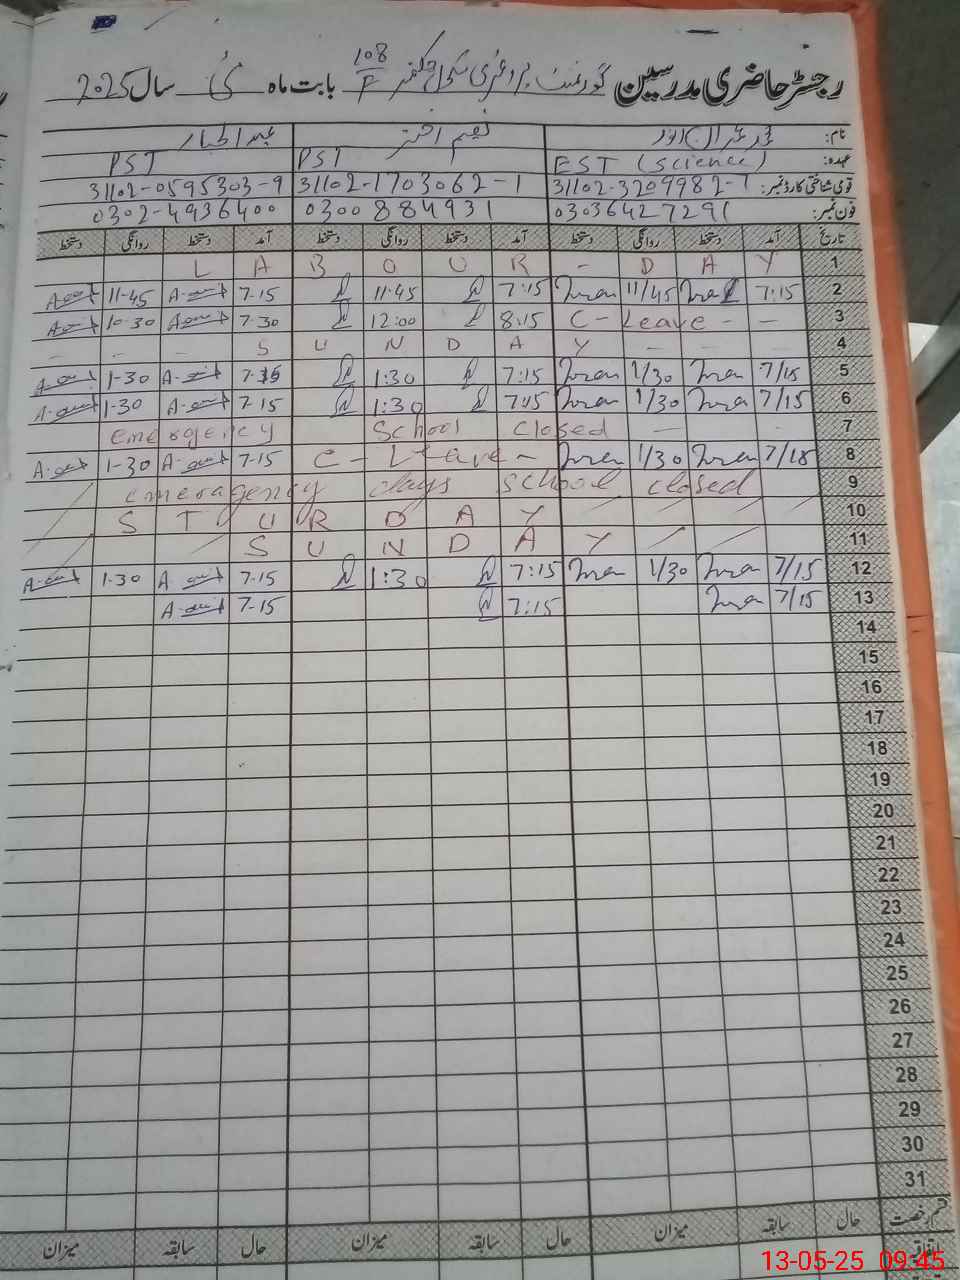 رجسٹر حاضری مدرسین گورنمنٹ پرائمری سکول چکنمبر 108/F بابت ماہ مئی سال 2025
نام: نعیم اختر عبدالجبار
عہدہ: EST (Science) PST PST
قومی شناختی کارڈ نمبر: 31102-3209982-7 31102-1703062-1 31102-0595303-9
فون نمبر: 03036427291 0300884931 0302-4936400
تاریخ آمد دستخط روانگی دستخط آمد دستخط روانگی دستخط آمد دستخط روانگی دستخط
1 L A B O U R - D A Y
2 7:15 11/45 7:15 11-45 7-15 11-45
3 C - Leave - - 8:15 12:00 7-30 10-30
4 - - - S U N D A Y - - - -
5 7/15 1/30 7:15 1:30 7-15 1-30
6 7/15 1/30 7:15 1:30 7-15 1-30
7 emergency School closed - - -
8 7/15 1/30 C - Leave - 7-15 1-30
9 emeragency days school closed
10 S T U R D A Y
11 S U N D A Y
12 7/15 1/30 7:15 1:30 7-15 1-30
13 7/15 7:15 7-15
14
15
16
17
18
19
20
21
22
23
24
25
26
27
28
29
30
31
قسم رخصت حال سابقہ میزان حال سابقہ میزان حال سابقہ میزان
اتفاقیہ
13-05-25 09:45